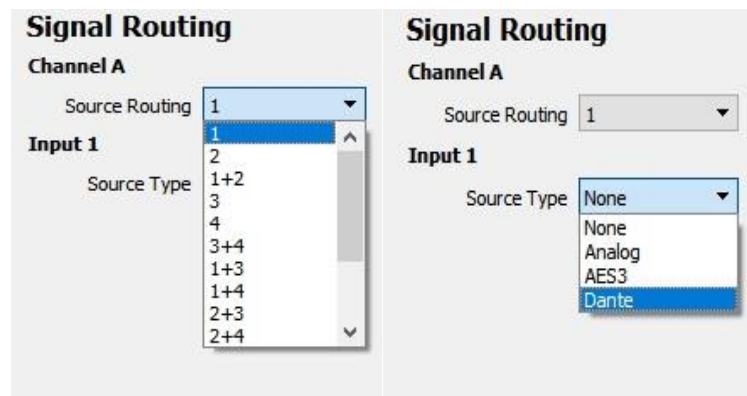 Signal Routing
Channel A
Source Routing 1
1
Input 1
2
Source Type 1+2
3
4
3+4
1+3
1+4
2+3
2+4
Signal Routing
Channel A
Source Routing 1
Input 1
Source Type None
None
Analog
AES3
Dante